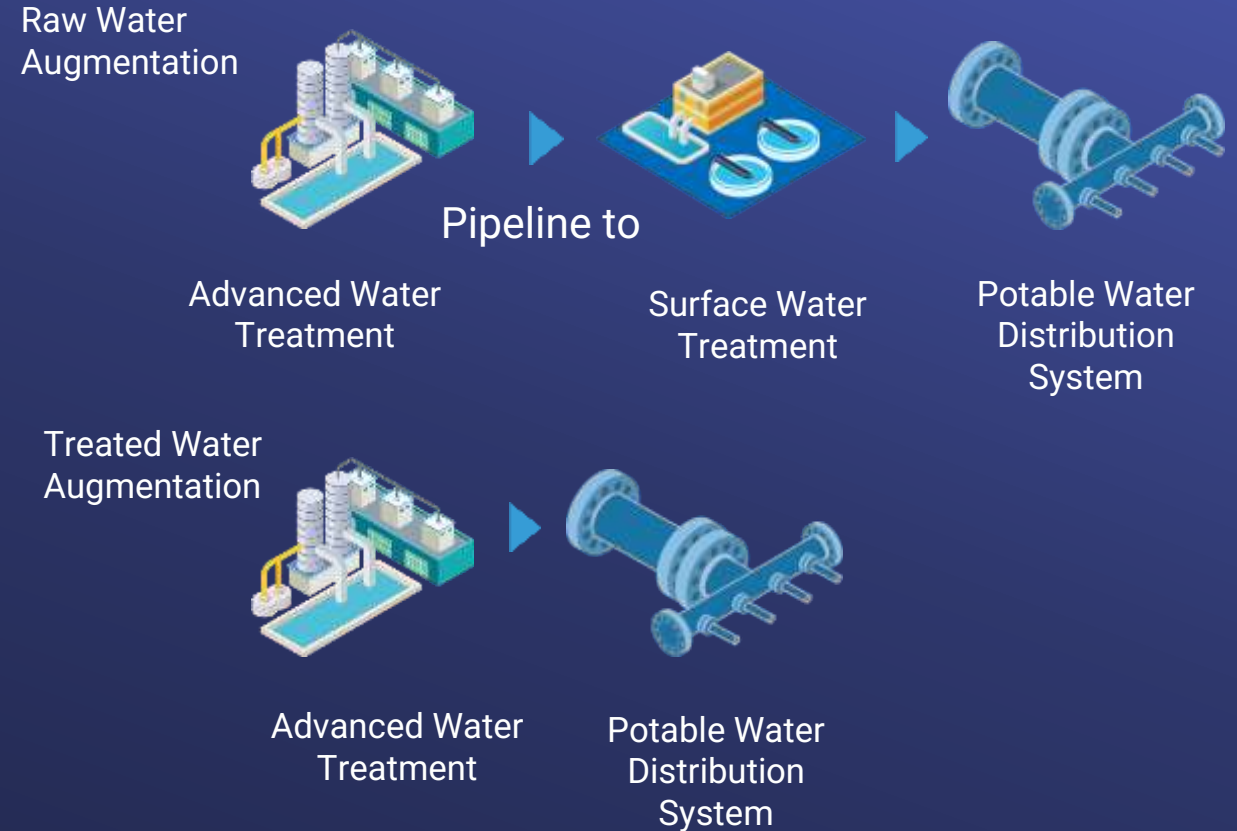 Raw Water
Augmentation
Pipeline to
Advanced Water
Treatment
Surface Water
Treatment
Potable Water
Distribution
System
Treated Water
Augmentation
Advanced Water
Treatment
Potable Water
Distribution
System